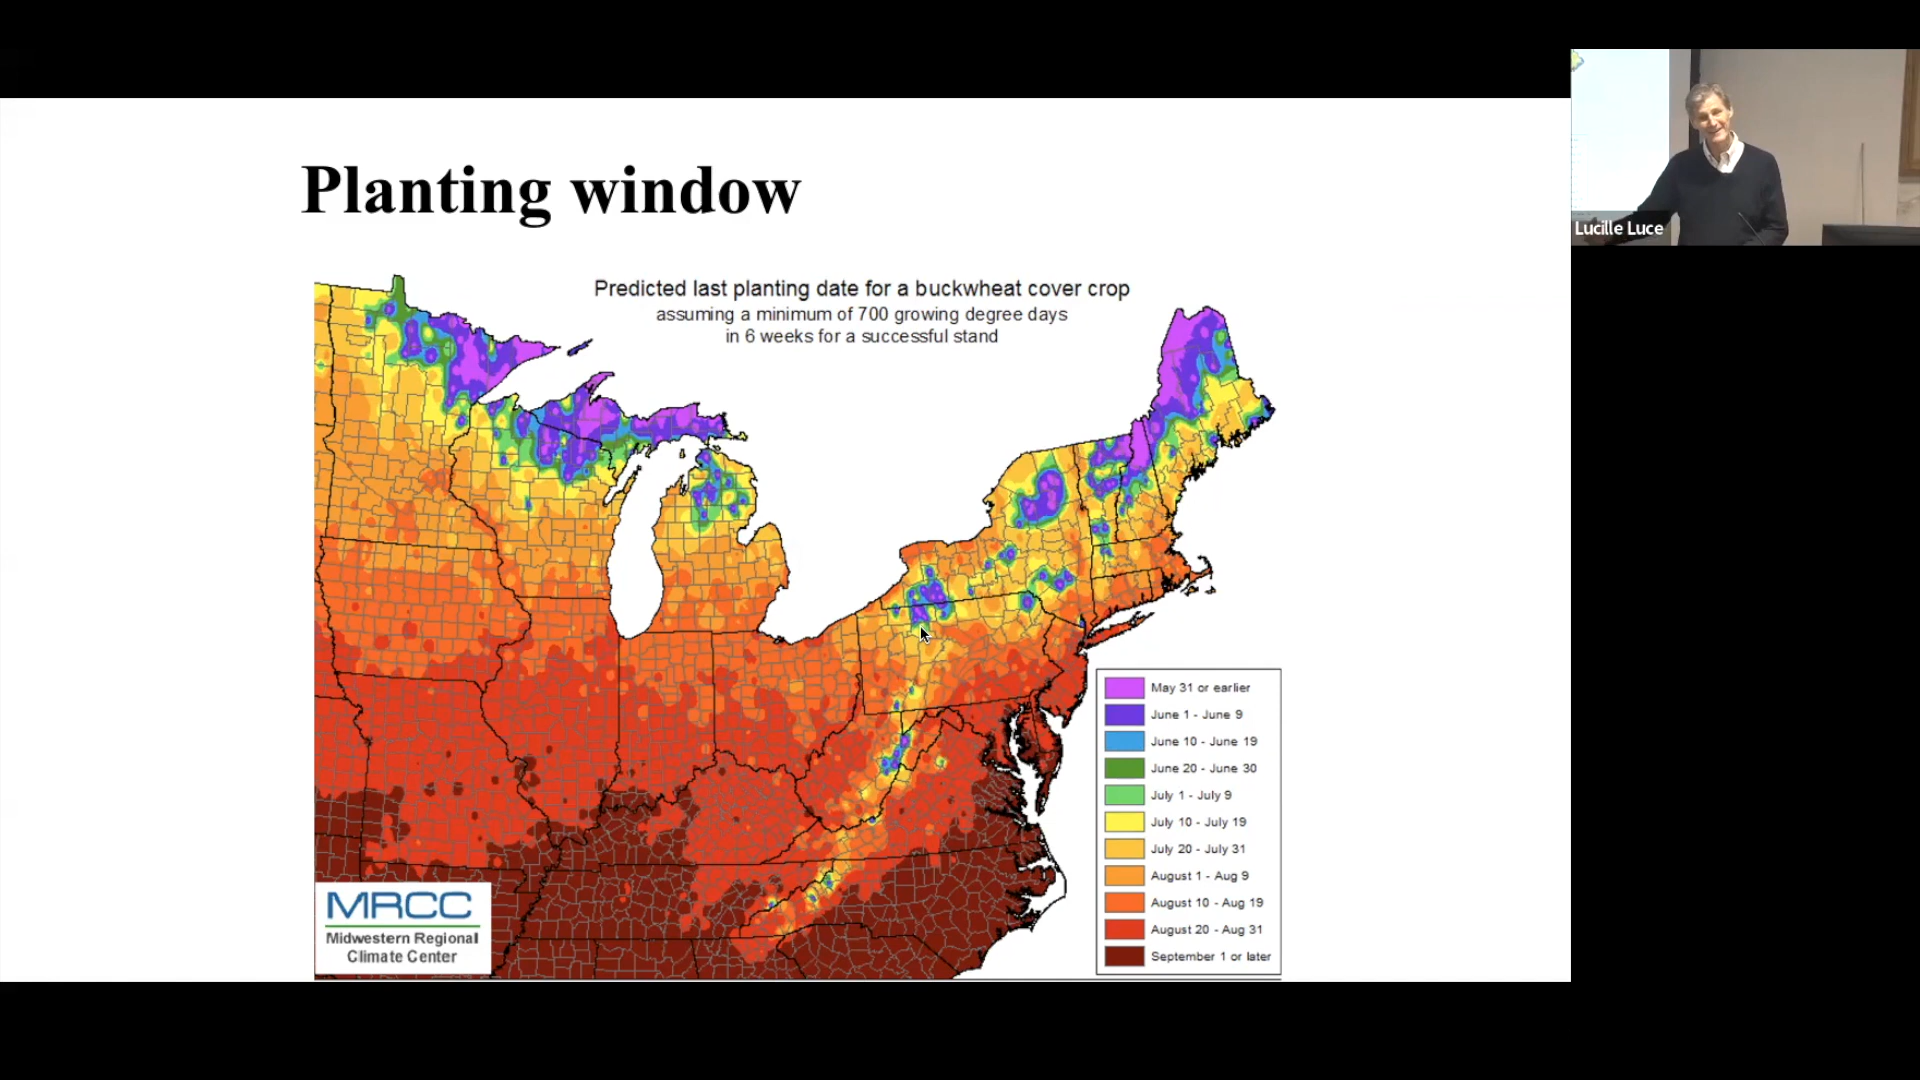 Planting window
Predicted last planting date for a buckwheat cover crop
assuming a minimum of 700 growing degree days
in 6 weeks for a successful stand
Lucille Luce
May 31 or earlier
June 1 - June 9
June 10 - June 19
June 20 - June 30
July 1 - July 9
July 10 - July 19
July 20 - July 31
August 1 - Aug 9
August 10 - Aug 19
August 20 - Aug 31
September 1 or later
MRCC
Midwestern Regional
Climate Center